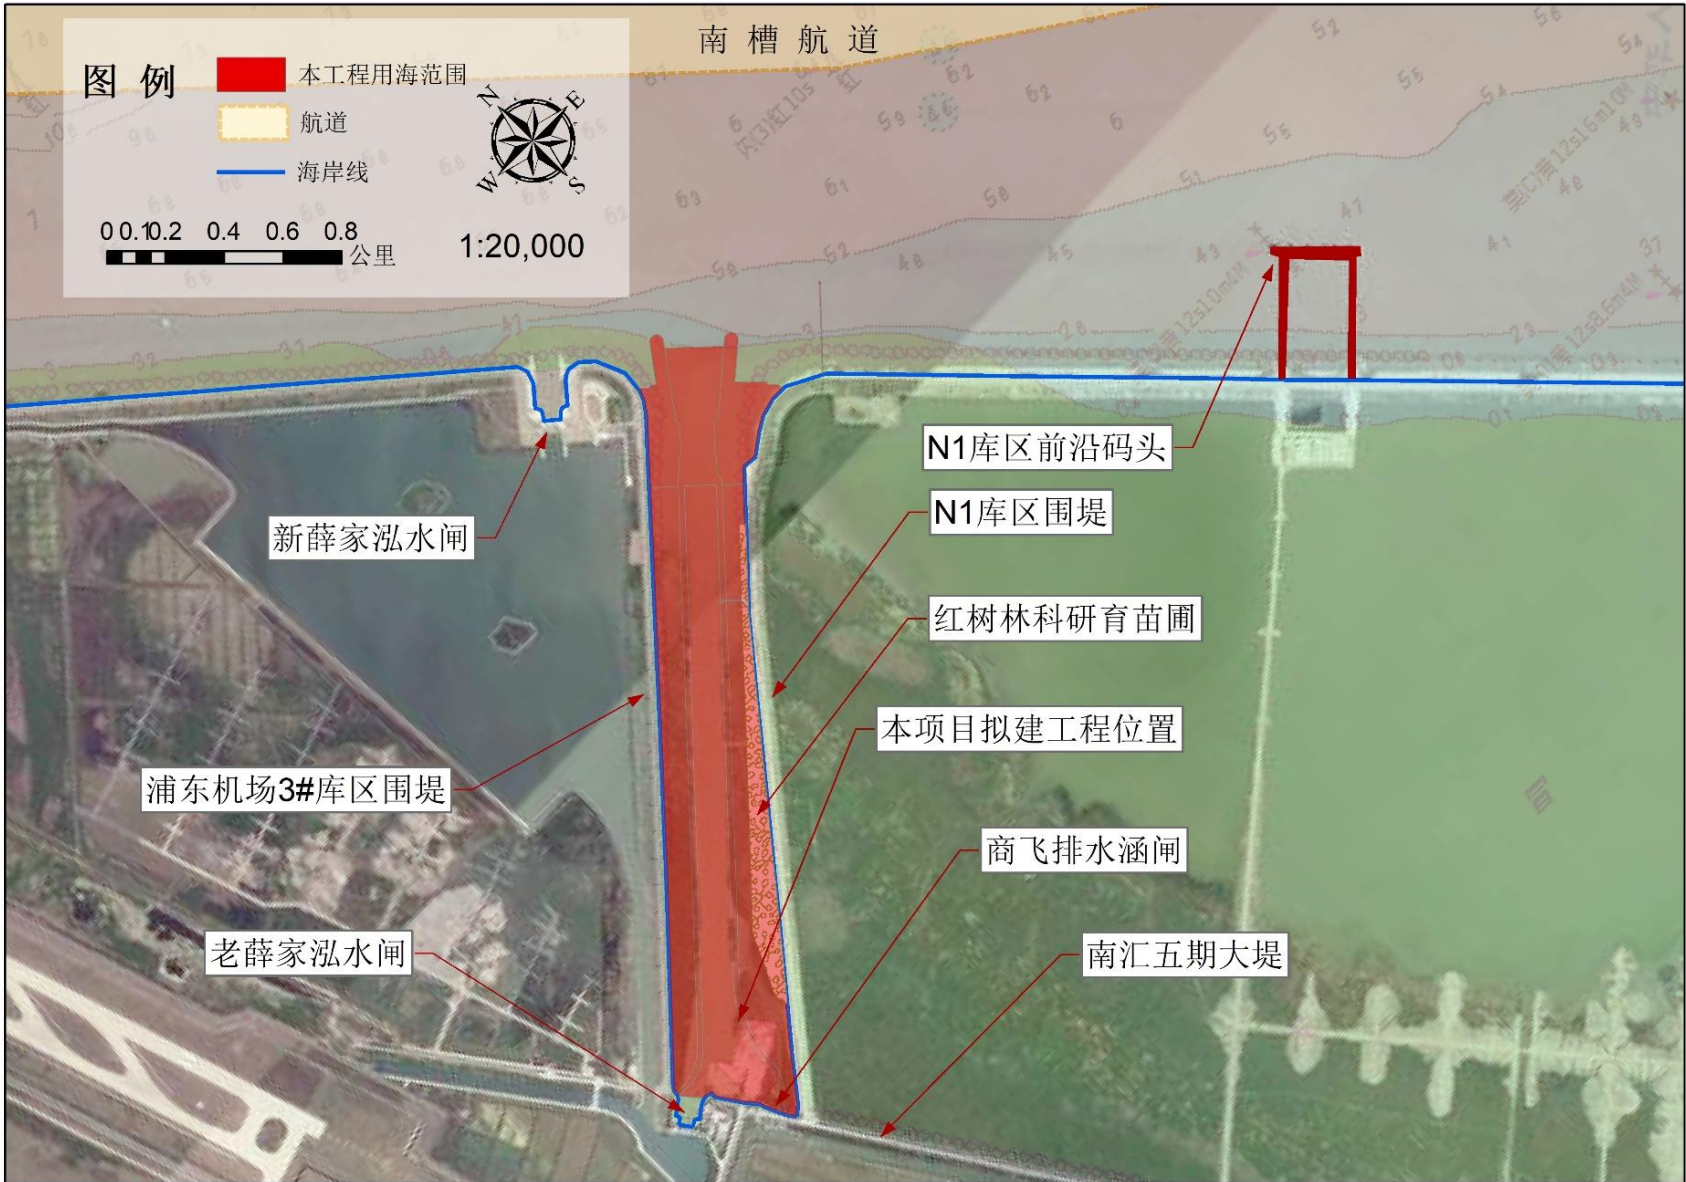 南槽航道
图例
本工程用海范围
航道
海岸线
N
E
W
S
0 0.1 0.2 0.4 0.6 0.8
公里
1:20,000
N1库区前沿码头
N1库区围堤
新薛家泓水闸
红树林科研育苗圃
本项目拟建工程位置
浦东机场3#库区围堤
商飞排水涵闸
老薛家泓水闸
南汇五期大堤